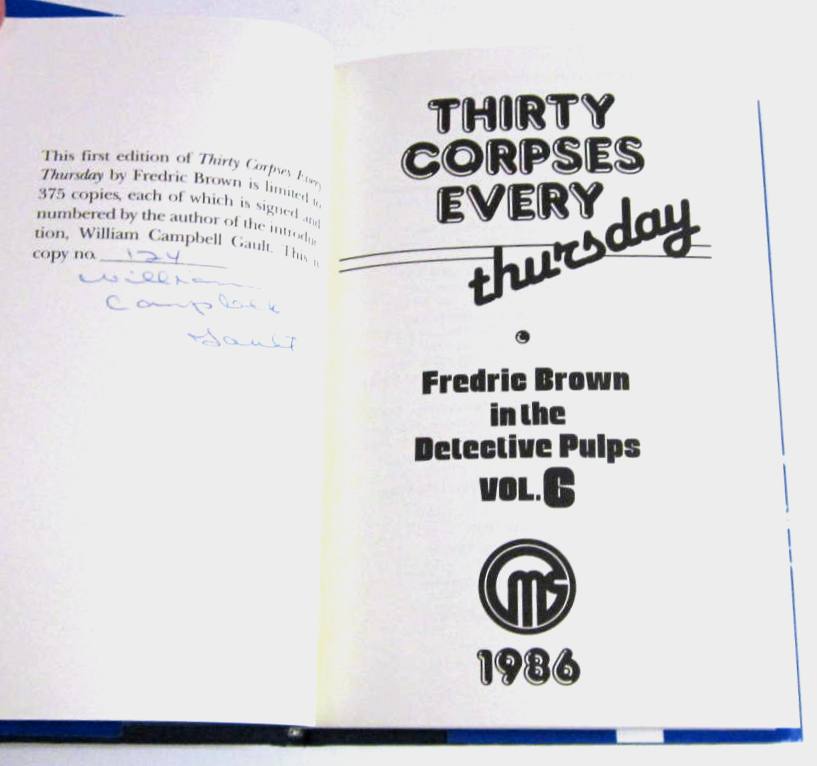 This first edition of Thirty Corpses Every
Thursday by Fredric Brown is limited to
375 copies, each of which is signed and
numbered by the author of the introduc
tion, William Campbell Gault. This is
copy no. 124
William
Campbell
Gault
THIRTY
CORPSES
EVERY
thursday
Fredric Brown
in the
Detective Pulps
VOL. 6
GMS
1986